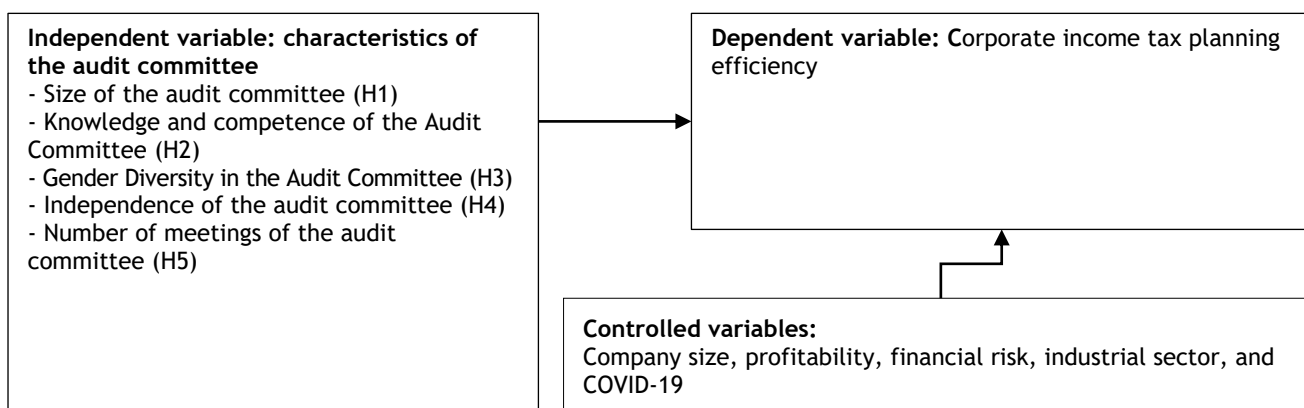 Independent variable: characteristics of
the audit committee
- Size of the audit committee (H1)
- Knowledge and competence of the Audit
Committee (H2)
- Gender Diversity in the Audit Committee (H3)
- Independence of the audit committee (H4)
- Number of meetings of the audit
committee (H5)
Dependent variable: Corporate income tax planning
efficiency
Controlled variables:
Company size, profitability, financial risk, industrial sector, and
COVID-19